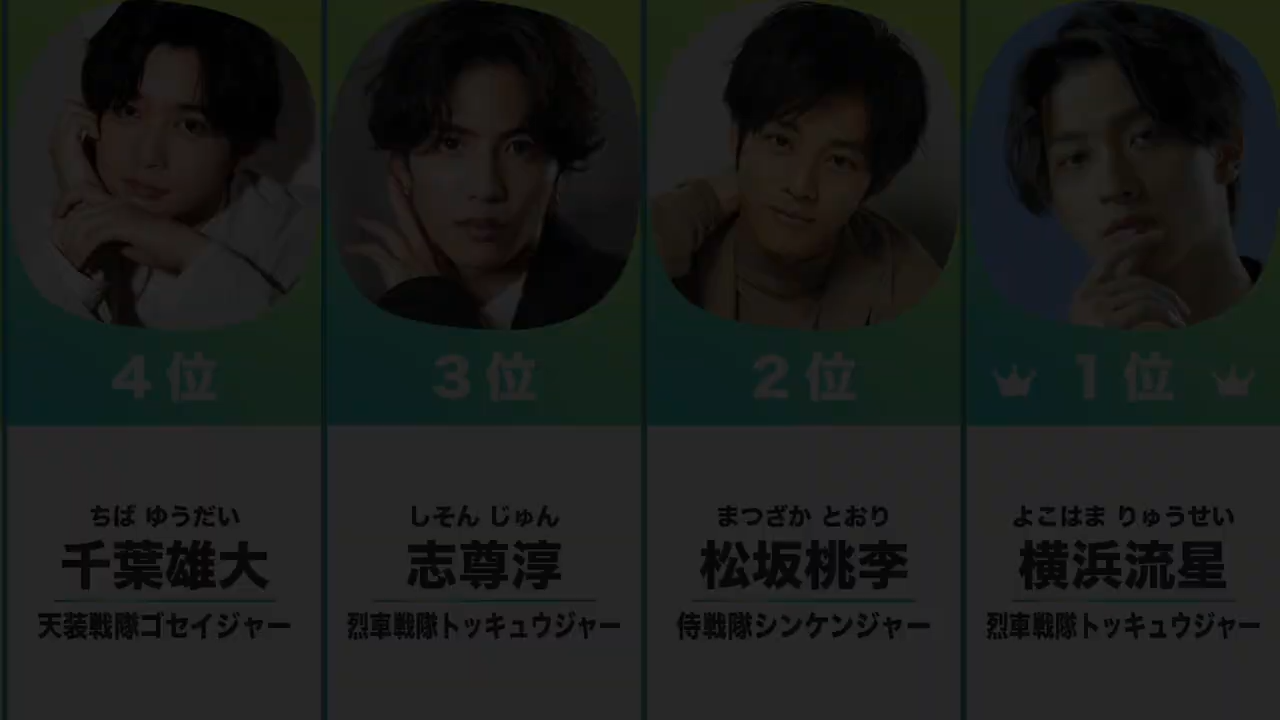 4位
ちば ゆうだい
千葉雄大
天装戦隊ゴセイジャー
3位
しそん じゅん
志尊淳
烈車戦隊トッキュウジャー
2位
まつざか とおり
松坂桃李
侍戦隊シンケンジャー
1位
よこはま りゅうせい
横浜流星
烈車戦隊トッキュウジャー